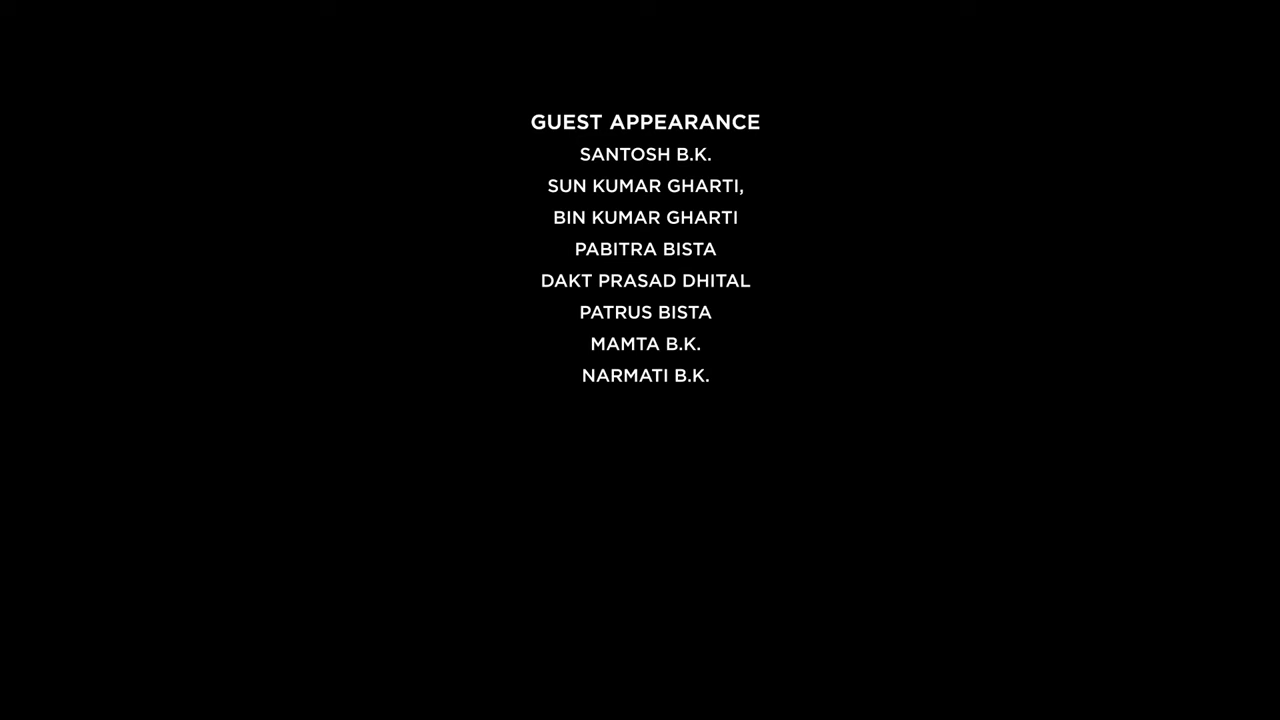 GUEST APPEARANCE
SANTOSH B.K.
SUN KUMAR GHARTI,
BIN KUMAR GHARTI
PABITRA BISTA
DAKT PRASAD DHITAL
PATRUS BISTA
MAMTA B.K.
NARMATI B.K.